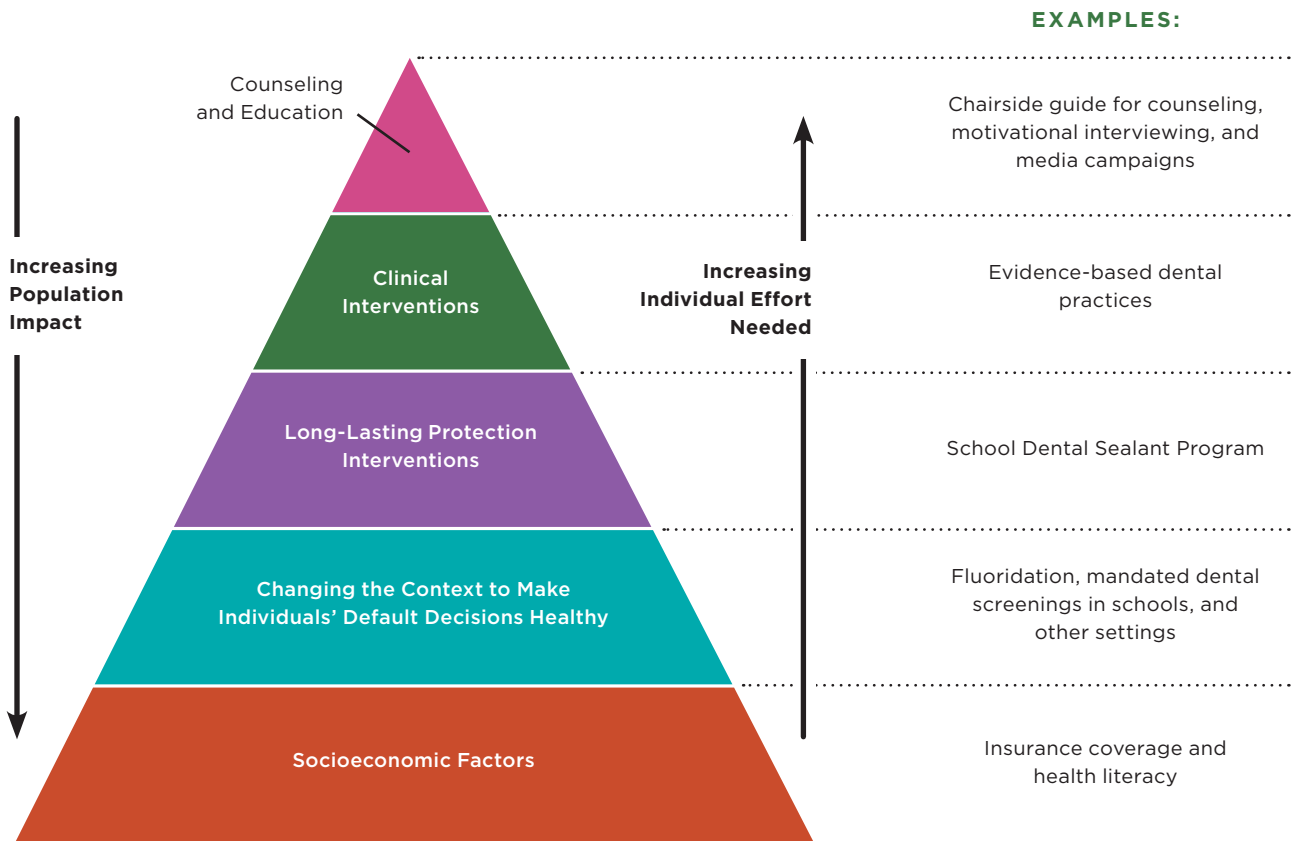 EXAMPLES:
Counseling
and Education
Chairside guide for counseling,
motivational interviewing, and
media campaigns
Increasing
Population
Impact
Clinical
Interventions
Increasing
Individual Effort
Needed
Evidence-based dental
practices
Long-Lasting Protection
Interventions
School Dental Sealant Program
Changing the Context to Make
Individuals’ Default Decisions Healthy
Fluoridation, mandated dental
screenings in schools, and
other settings
Socioeconomic Factors
Insurance coverage and
health literacy